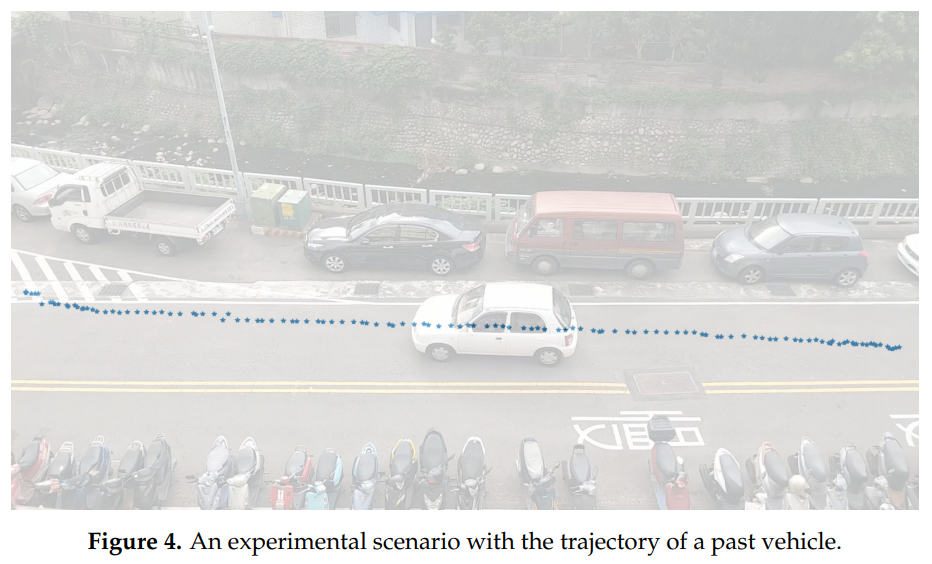 Figure 4. An experimental scenario with the trajectory of a past vehicle.